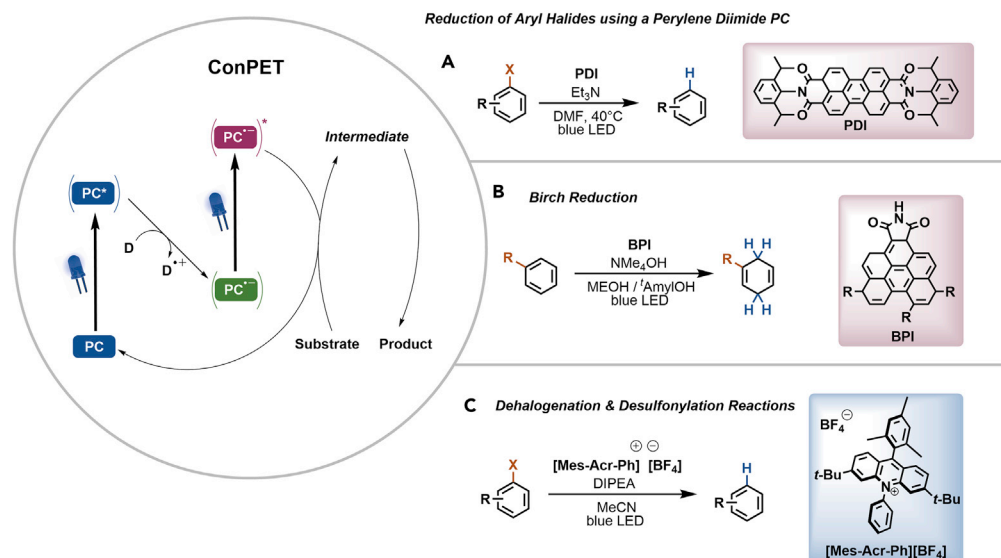 Reduction of Aryl Halides using a Perylene Diimide PC
ConPET
PC•− *
Intermediate
PC*
D
D•+
PC•−
PC
Substrate Product
A
X
R
PDI
Et3N
DMF, 40°C
blue LED
H
R
O O
N N
O O
PDI
B Birch Reduction
R
BPI
NMe4OH
MEOH / tAmylOH
blue LED
H H
R
H H
H
O N O
R R
R
BPI
C Dehalogenation & Desulfonylation Reactions
X
R
⊕ ⊖
[Mes-Acr-Ph] [BF4]
DIPEA
MeCN
blue LED
H
R
BF4 ⊖
t-Bu N ⊕ t-Bu
[Mes-Acr-Ph][BF4]